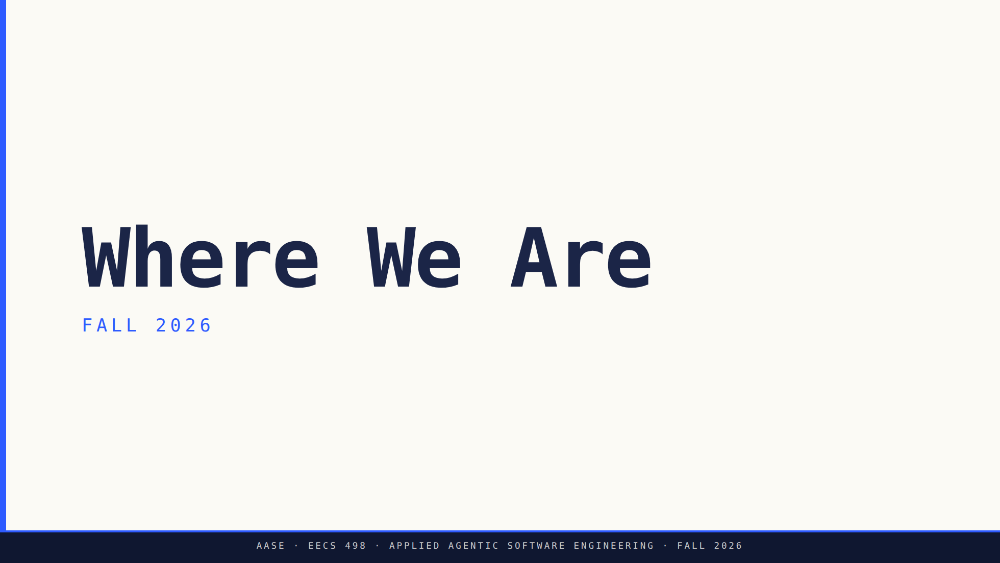 Where We Are
FALL 2026
AASE · EECS 498 · APPLIED AGENTIC SOFTWARE ENGINEERING · FALL 2026